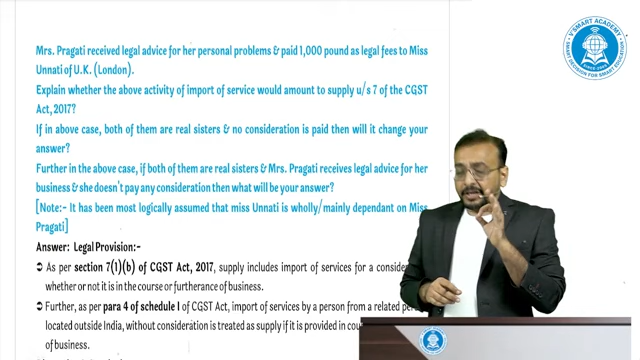 Mrs. Pragati received legal advice for her personal problems & paid 1,000 pound as legal fees to Miss
Unnati of U.K. (London).
Explain whether the above activity of import of service would amount to supply u/s 7 of the CGST
Act, 2017?
If in above case, both of them are real sisters & no consideration is paid then will it change your
answer?
Further in the above case, if both of them are real sisters & Mrs. Pragati receives legal advice for her
business & she doesn't pay any consideration then what will be your answer?
[Note:- It has been most logically assumed that miss Unnati is wholly/mainly dependant on Miss
Pragati]
Answer: Legal Provision:-
As per section 7(1)(b) of CGST Act, 2017, supply includes import of services for a
whether or not it is in the course or furtherance of business.
Further, as per para 4 of schedule I of CGST Act, import of services by a person from a related
located outside India, without consideration is treated as supply if it is provided in
of business.
V'SMART ACADEMY
SMART DECISION FOR SMART EDUCATION